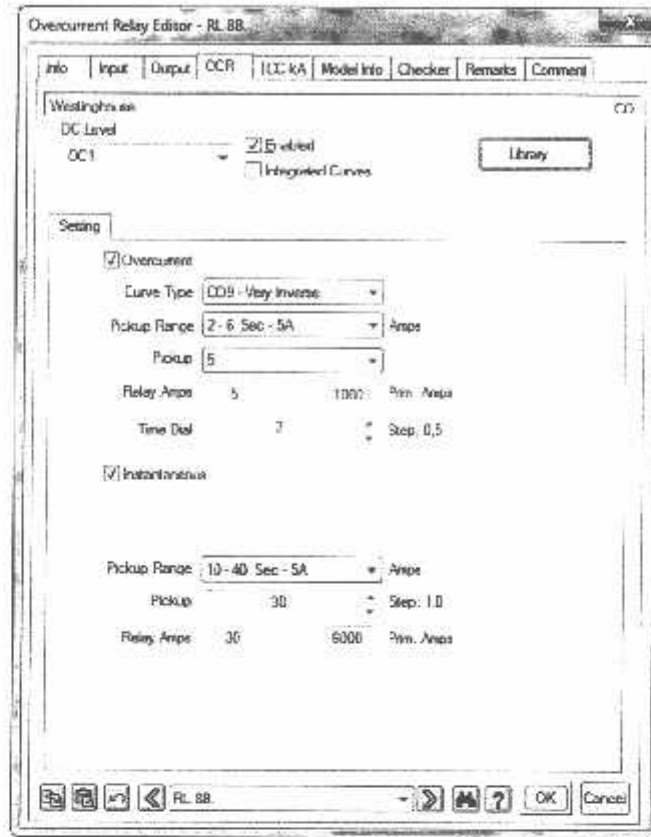 Overcurrent Relay Editor - RL 88.
Info Input Output OCR TCC kA Model Info Checker Remarks Comment
Westinghouse CO
OC Level
OC1
Enabled
Integrated Curves
Library
Setting
Overcurrent
Curve Type CO9 - Very Inverse
Pickup Range 2 - 6 Sec - 5A Amps
Pickup 5
Relay Amps 5 1000 Prim. Amps
Time Dial 2 Step: 0,5
Instantaneous
Pickup Range 10 - 40 Sec - 5A Amps
Pickup 30 Step: 1.0
Relay Amps 30 6000 Prim. Amps
RL 88. ? OK Cancel